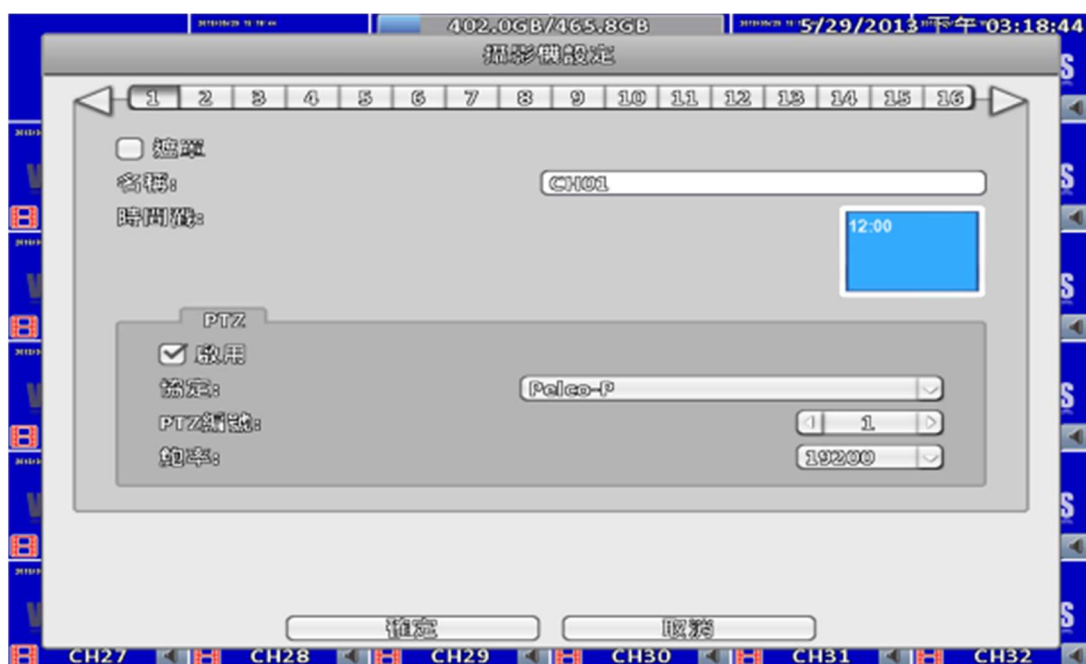 402.0GB/465.8GB
5/29/2013 下午 03:18:44
攝影機設定
1 2 3 4 5 6 7 8 9 10 11 12 13 14 15 16
遮罩
名稱: CH01
時間戳:
12:00
PTZ
啟用
協定: Pelco-P
PTZ編號: 1
鮑率: 19200
確定 取消
CH27 CH28 CH29 CH30 CH31 CH32